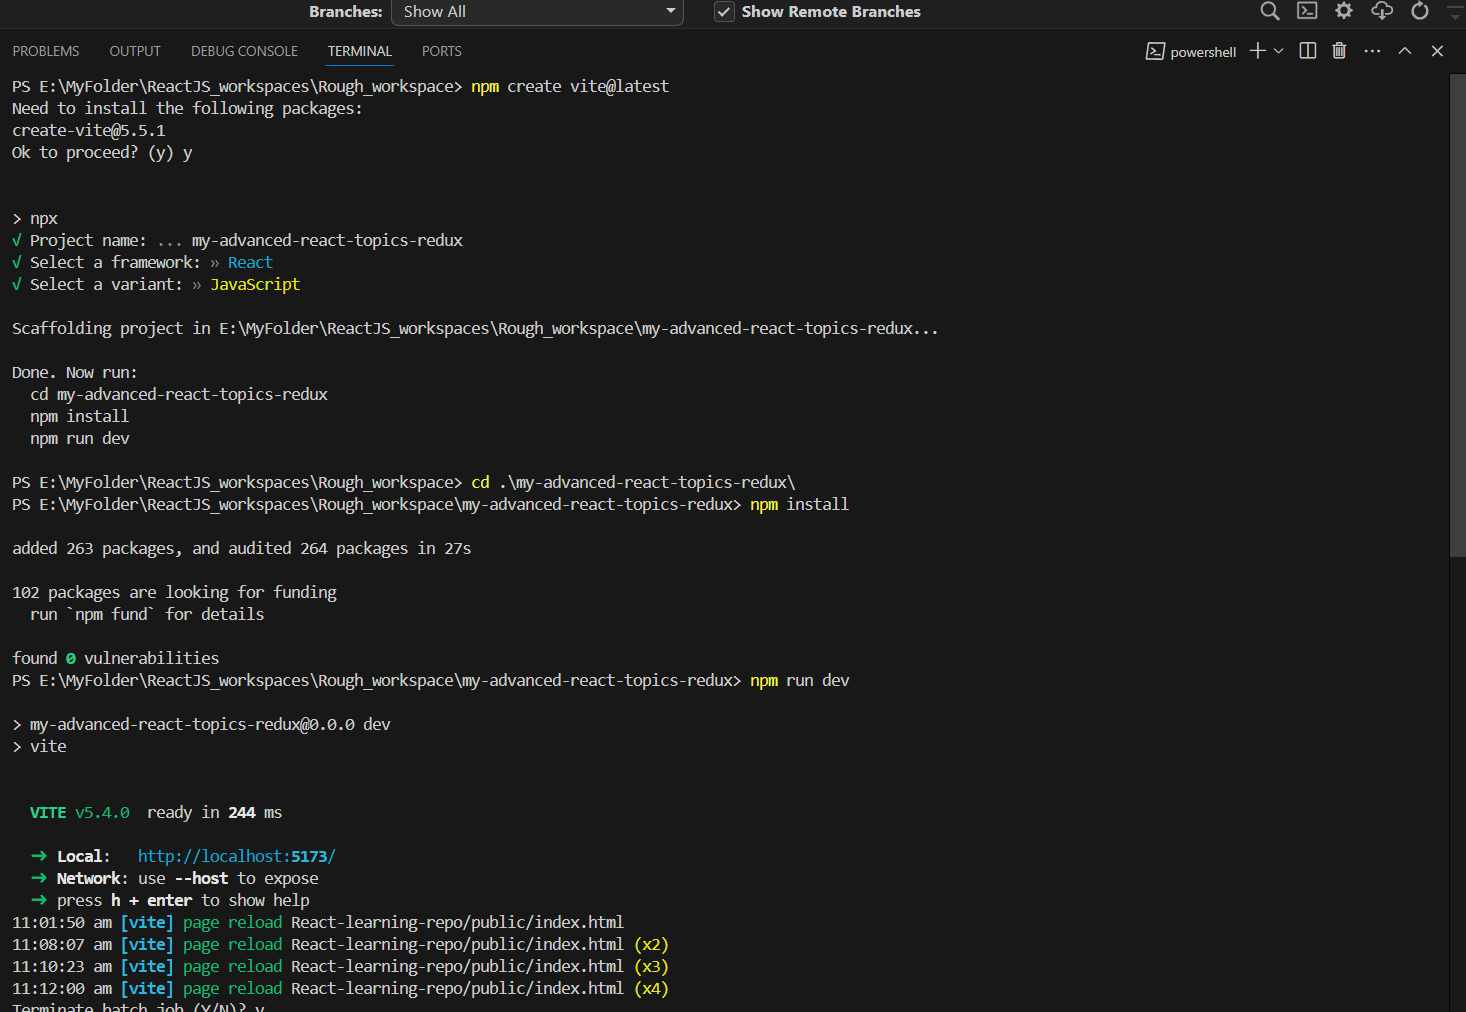 Branches: Show All Show Remote Branches
PROBLEMS OUTPUT DEBUG CONSOLE TERMINAL PORTS powershell
PS E:\MyFolder\ReactJS_workspaces\Rough_workspace> npm create vite@latest
Need to install the following packages:
create-vite@5.5.1
Ok to proceed? (y) y
> npx
√ Project name: ... my-advanced-react-topics-redux
√ Select a framework: » React
√ Select a variant: » JavaScript
Scaffolding project in E:\MyFolder\ReactJS_workspaces\Rough_workspace\my-advanced-react-topics-redux...
Done. Now run:
cd my-advanced-react-topics-redux
npm install
npm run dev
PS E:\MyFolder\ReactJS_workspaces\Rough_workspace> cd .\my-advanced-react-topics-redux\
PS E:\MyFolder\ReactJS_workspaces\Rough_workspace\my-advanced-react-topics-redux> npm install
added 263 packages, and audited 264 packages in 27s
102 packages are looking for funding
run `npm fund` for details
found 0 vulnerabilities
PS E:\MyFolder\ReactJS_workspaces\Rough_workspace\my-advanced-react-topics-redux> npm run dev
> my-advanced-react-topics-redux@0.0.0 dev
> vite
VITE v5.4.0 ready in 244 ms
➜ Local: http://localhost:5173/
➜ Network: use --host to expose
➜ press h + enter to show help
11:01:50 am [vite] page reload React-learning-repo/public/index.html
11:08:07 am [vite] page reload React-learning-repo/public/index.html (x2)
11:10:23 am [vite] page reload React-learning-repo/public/index.html (x3)
11:12:00 am [vite] page reload React-learning-repo/public/index.html (x4)
Terminate batch job (Y/N)? y